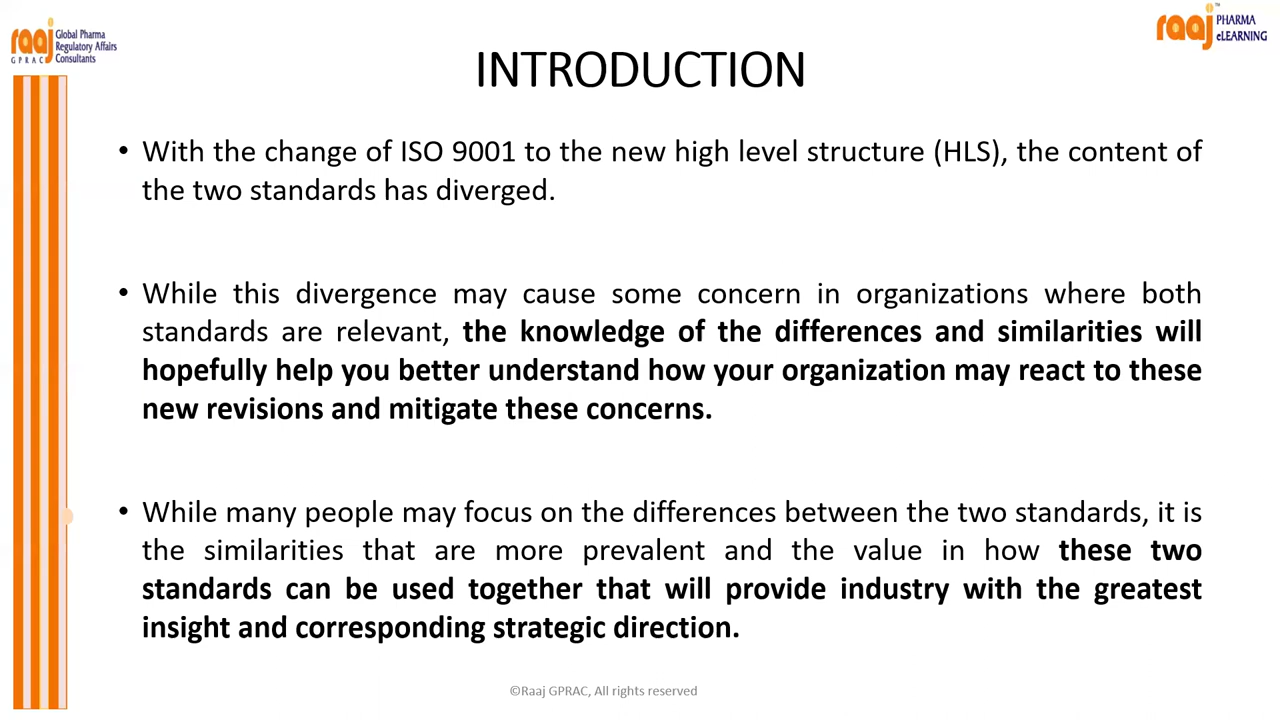 raaj Global Pharma
Regulatory Affairs
GPRAC Consultants
raaj™ PHARMA
eLEARNING
INTRODUCTION
• With the change of ISO 9001 to the new high level structure (HLS), the content of
the two standards has diverged.
• While this divergence may cause some concern in organizations where both
standards are relevant, the knowledge of the differences and similarities will
hopefully help you better understand how your organization may react to these
new revisions and mitigate these concerns.
• While many people may focus on the differences between the two standards, it is
the similarities that are more prevalent and the value in how these two
standards can be used together that will provide industry with the greatest
insight and corresponding strategic direction.
©Raaj GPRAC, All rights reserved